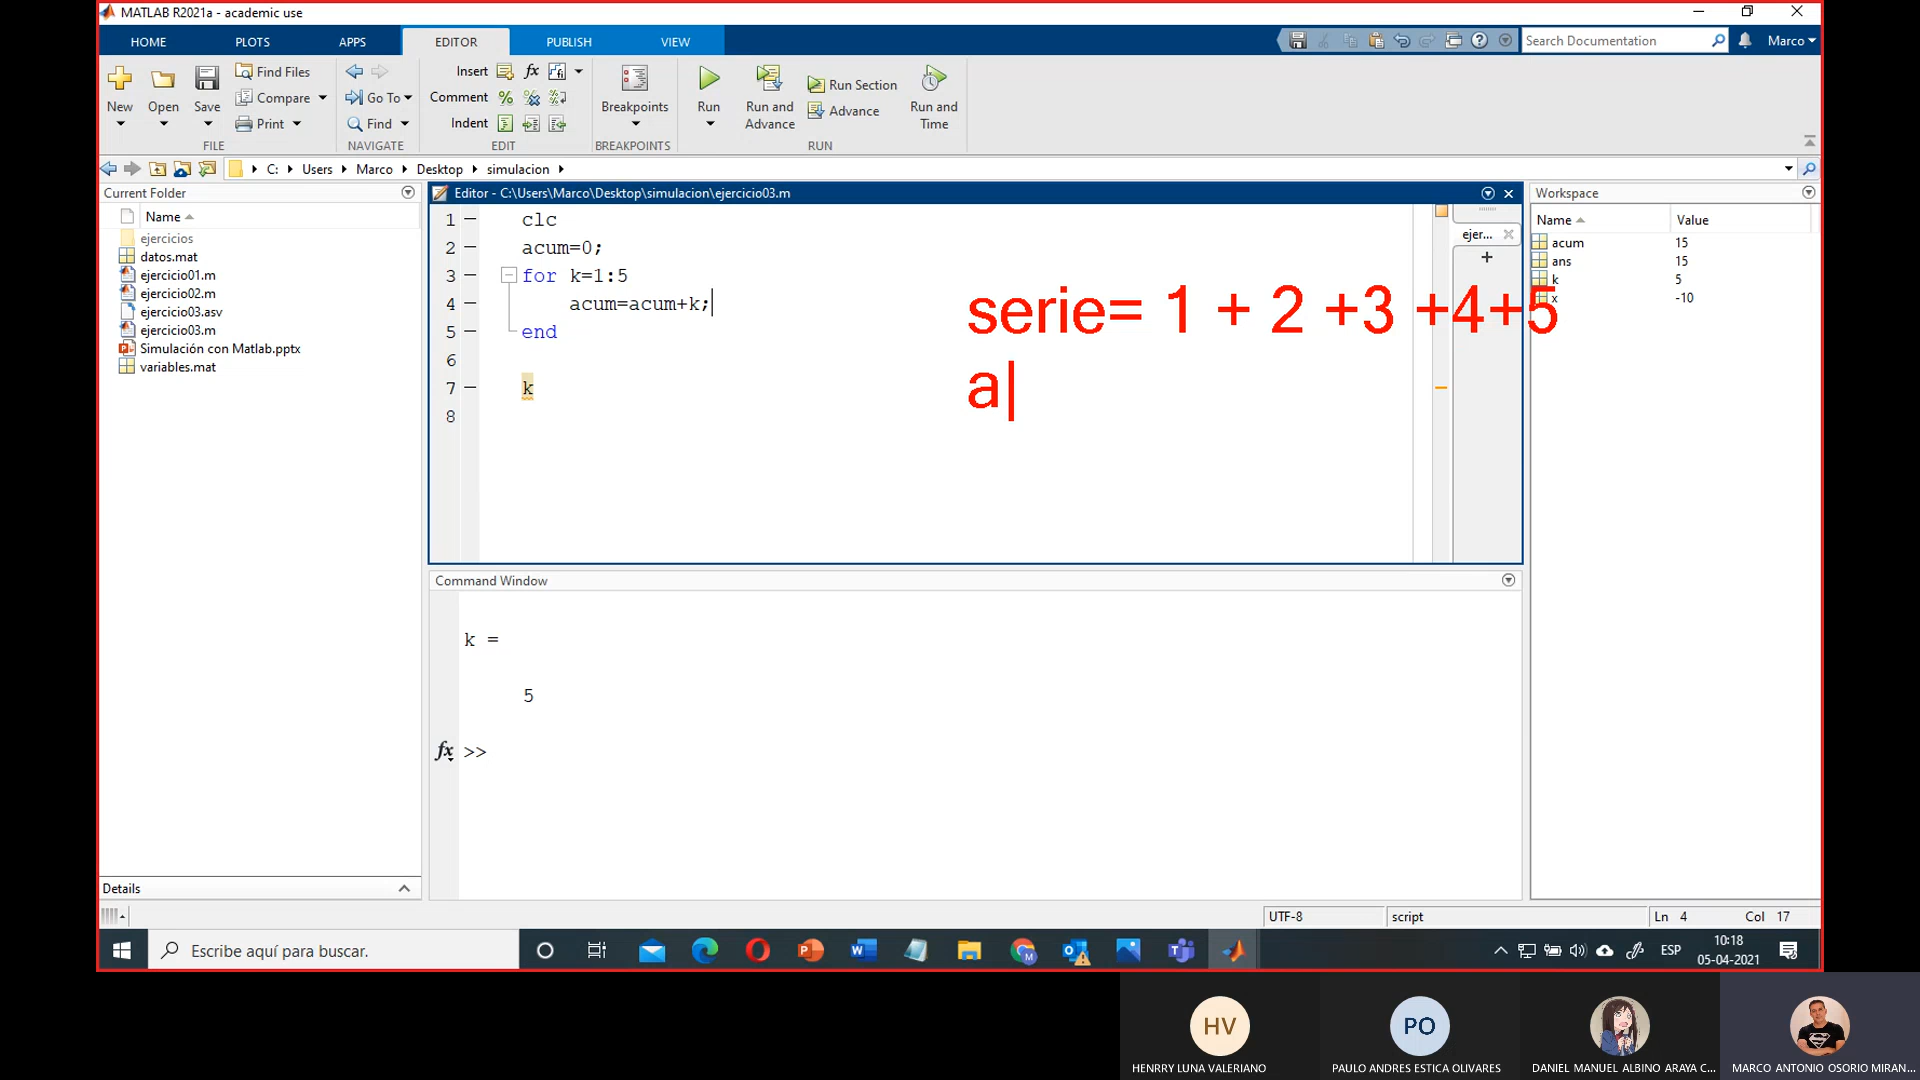 MATLAB R2021a - academic use
HOME PLOTS APPS EDITOR PUBLISH VIEW
Search Documentation
Marco
New Open Save
Find Files
Compare
Print
FILE
Go To
Find
NAVIGATE
Insert
Comment
Indent
EDIT
Breakpoints
BREAKPOINTS
Run
Run and Advance
Run Section
Advance
Run and Time
RUN
C: Users Marco Desktop simulacion
Current Folder
Name
ejercicios
datos.mat
ejercicio01.m
ejercicio02.m
ejercicio03.asv
ejercicio03.m
Simulación con Matlab.pptx
variables.mat
Details
Editor - C:\Users\Marco\Desktop\simulacion\ejercicio03.m
ejer...
1 clc
2 acum=0;
3 for k=1:5
4 acum=acum+k;
5 end
6
7 k
8
serie= 1 + 2 +3 +4+5
a
Command Window
k =
5
fx >>
Workspace
Name Value
acum 15
ans 15
k 5
x -10
UTF-8 script Ln 4 Col 17
Escribe aquí para buscar.
ESP
10:18
05-04-2021
HV
HENRRY LUNA VALERIANO
PO
PAULO ANDRES ESTICA OLIVARES
DANIEL MANUEL ALBINO ARAYA C...
MARCO ANTONIO OSORIO MIRAN...